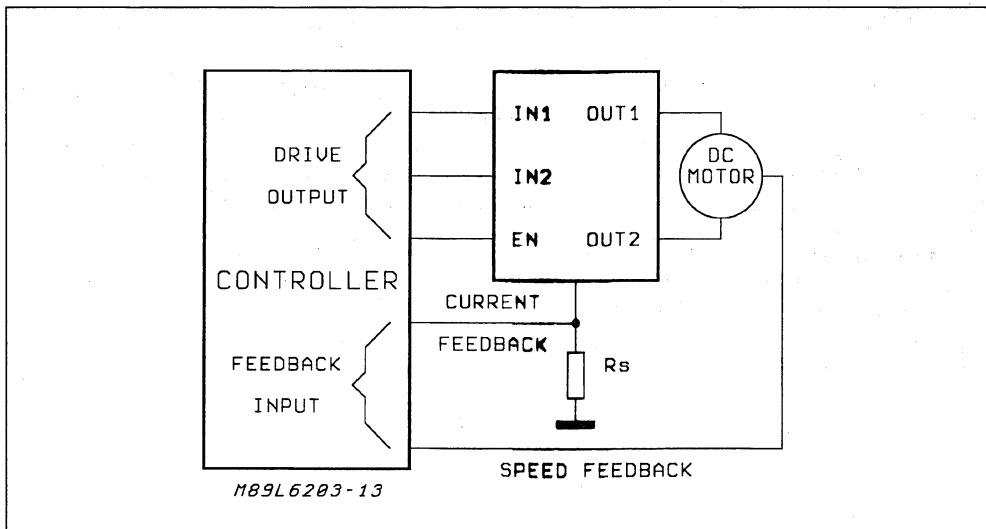 DRIVE
OUTPUT
CONTROLLER
FEEDBACK
INPUT
IN1 OUT1
IN2
EN OUT2
DC
MOTOR
CURRENT
FEEDBACK
Rs
SPEED FEEDBACK
M89L6203-13